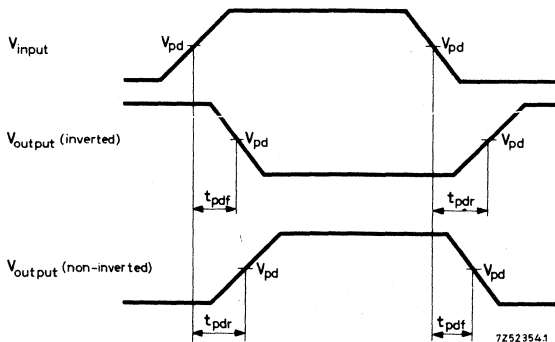 V_input
V_pd
V_pd
V_output (inverted)
V_pd
V_pd
t_pdf
t_pdr
V_output (non-inverted)
V_pd
V_pd
t_pdr
t_pdf
7Z52354.1